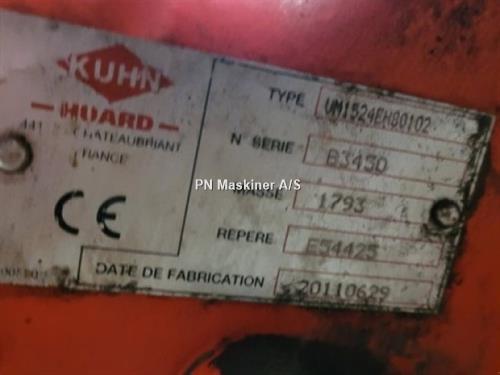 KUHN
HUARD
441 CHATEAUBRIANT
FRANCE
CE
TYPE VM1524EH80102
N SERIE B3450
MASSE 1793
REPERE E54425
DATE DE FABRICATION 20110629
PN Maskiner A/S